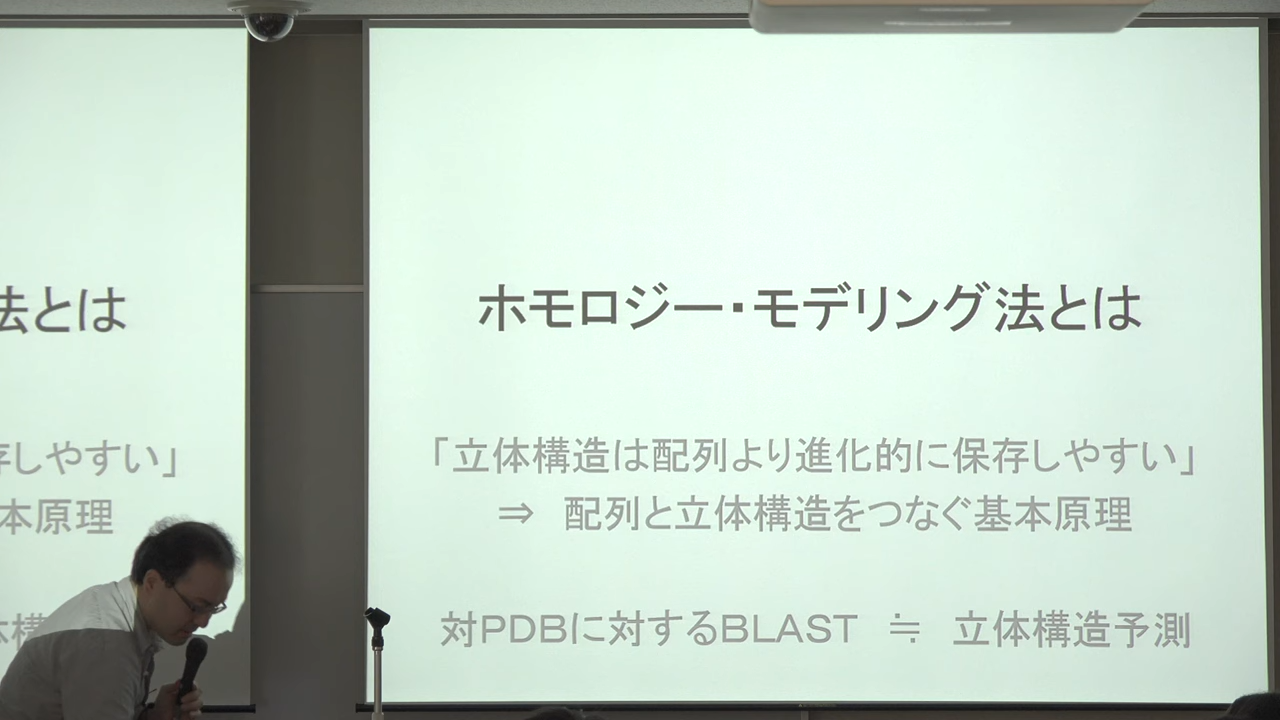 法とは
存しやすい」
本原理
体構
ホモロジー・モデリング法とは
「立体構造は配列より進化的に保存しやすい」
⇒ 配列と立体構造をつなぐ基本原理
対PDBに対するBLAST ≒ 立体構造予測